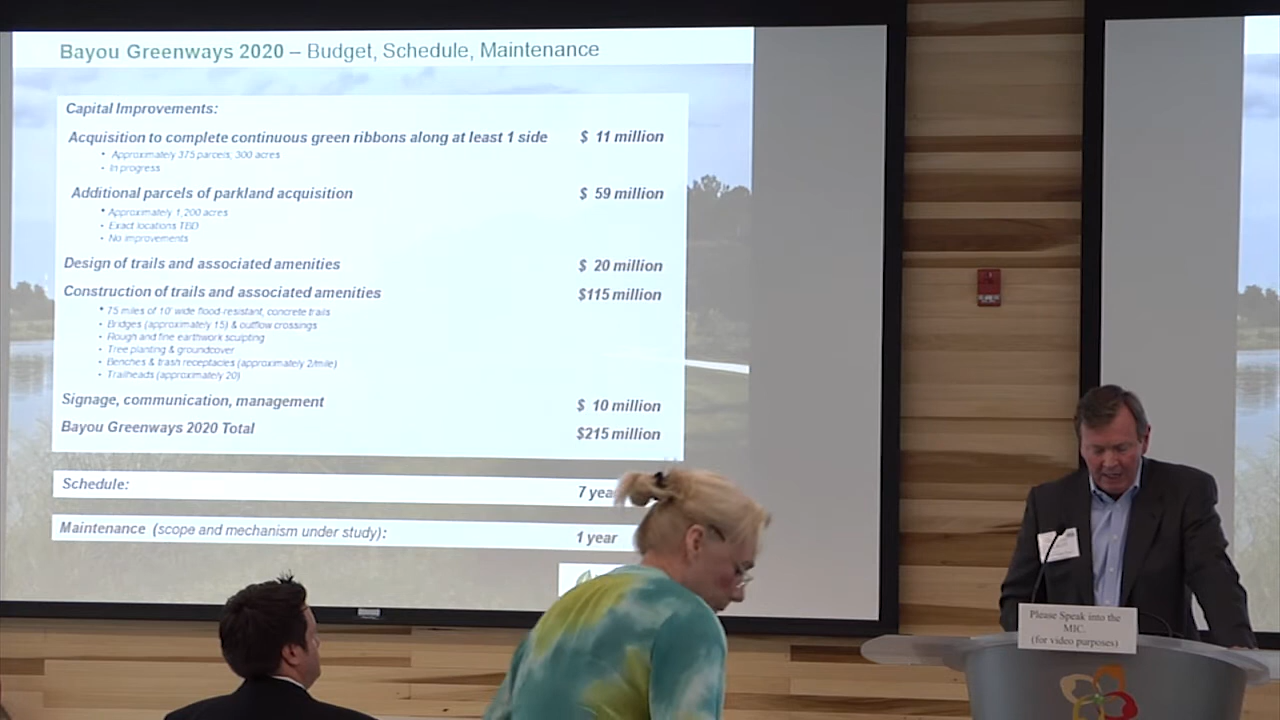 Bayou Greenways 2020 – Budget, Schedule, Maintenance
Capital Improvements:
Acquisition to complete continuous green ribbons along at least 1 side $ 11 million
• Approximately 375 parcels, 300 acres
• In progress
Additional parcels of parkland acquisition $ 59 million
• Approximately 1,200 acres
• Exact locations TBD
• No improvements
Design of trails and associated amenities $ 20 million
Construction of trails and associated amenities $115 million
• 75 miles of 10' wide flood-resistant, concrete trails
• Bridges (approximately 15) & outflow crossings
• Rough and fine earthwork sculpting
• Tree planting & groundcover
• Benches & trash receptacles (approximately 2/mile)
• Trailheads (approximately 20)
Signage, communication, management $ 10 million
Bayou Greenways 2020 Total $215 million
Schedule: 7 yea
Maintenance (scope and mechanism under study): 1 year
Please Speak into the
MIC.
(for video purposes)